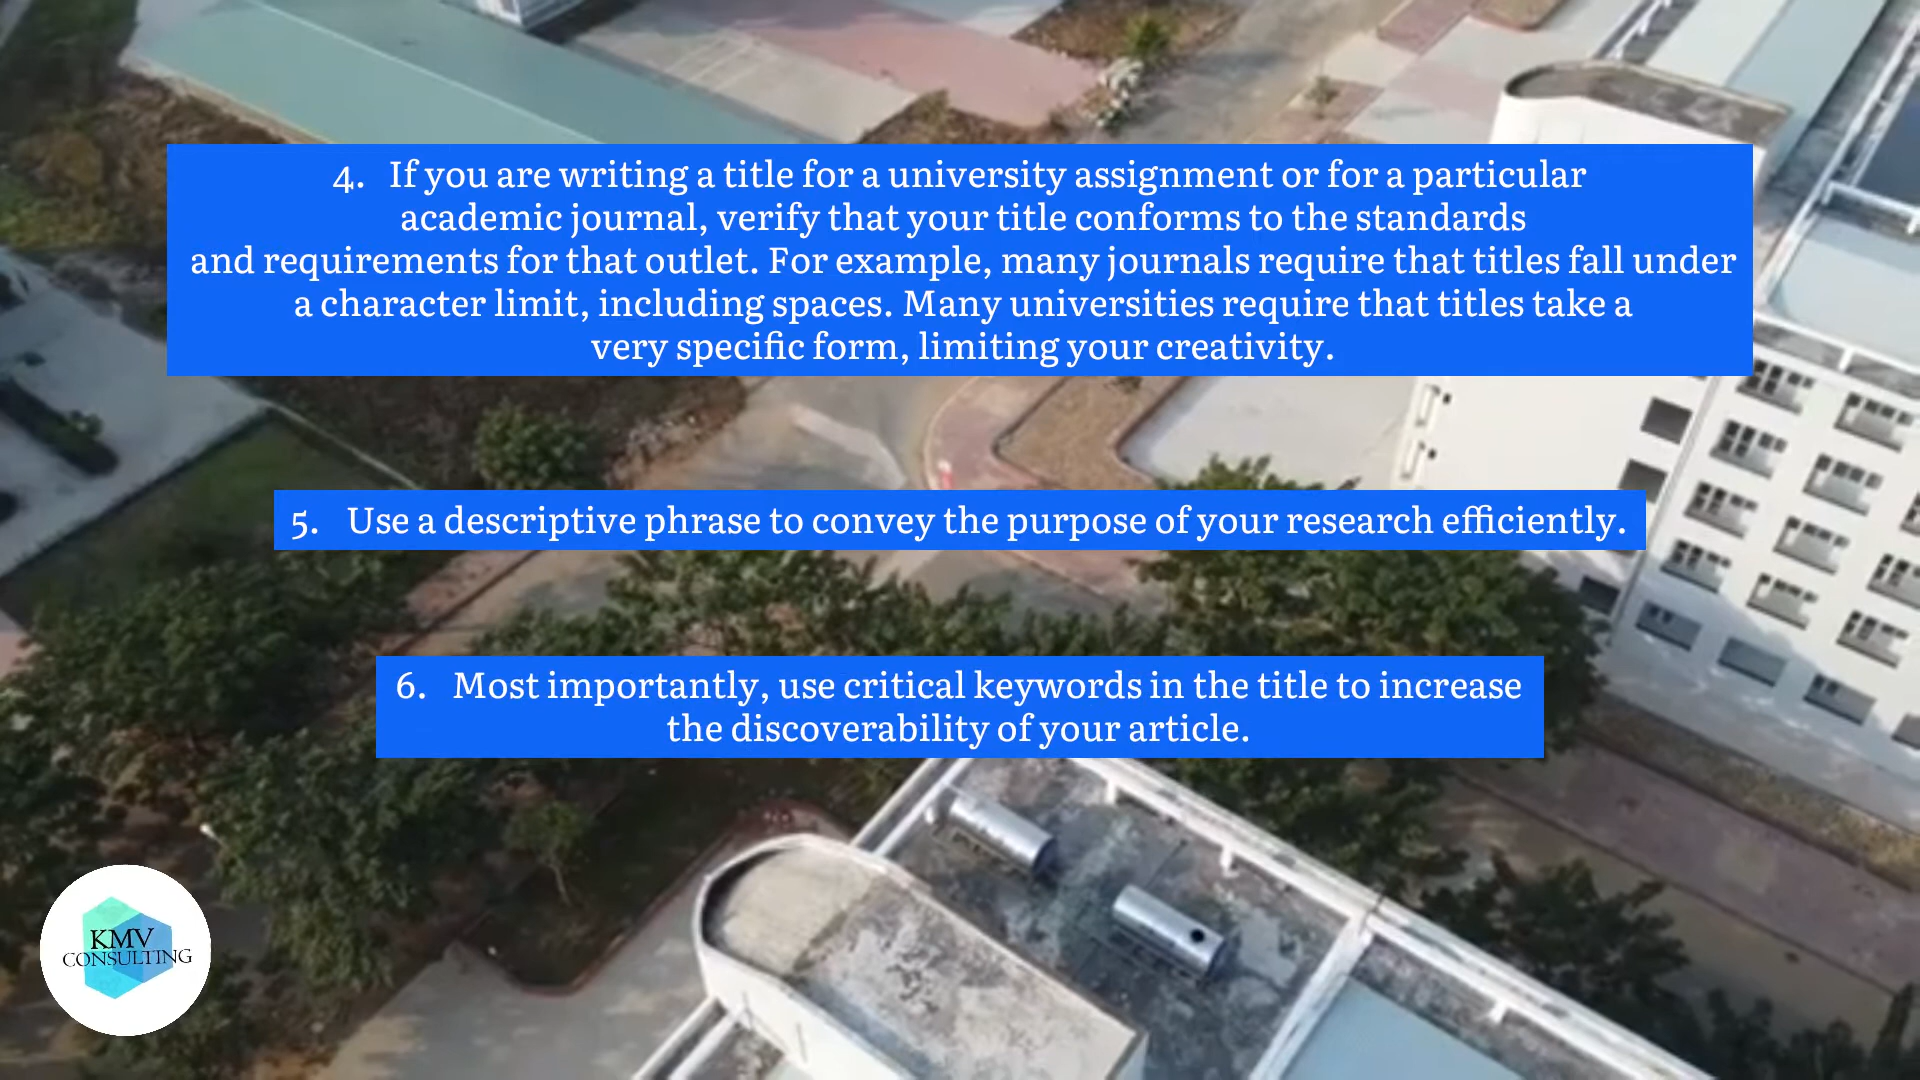 4. If you are writing a title for a university assignment or for a particular
academic journal, verify that your title conforms to the standards
and requirements for that outlet. For example, many journals require that titles fall under
a character limit, including spaces. Many universities require that titles take a
very specific form, limiting your creativity.
5. Use a descriptive phrase to convey the purpose of your research efficiently.
6. Most importantly, use critical keywords in the title to increase
the discoverability of your article.
KMV
CONSULTING